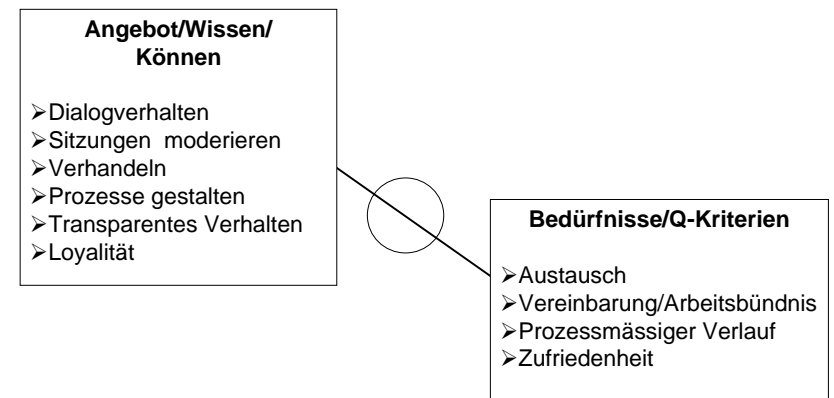 Angebot/Wissen/
Können
➢Dialogverhalten
➢Sitzungen moderieren
➢Verhandeln
➢Prozesse gestalten
➢Transparentes Verhalten
➢Loyalität
Bedürfnisse/Q-Kriterien
➢Austausch
➢Vereinbarung/Arbeitsbündnis
➢Prozessmässiger Verlauf
➢Zufriedenheit